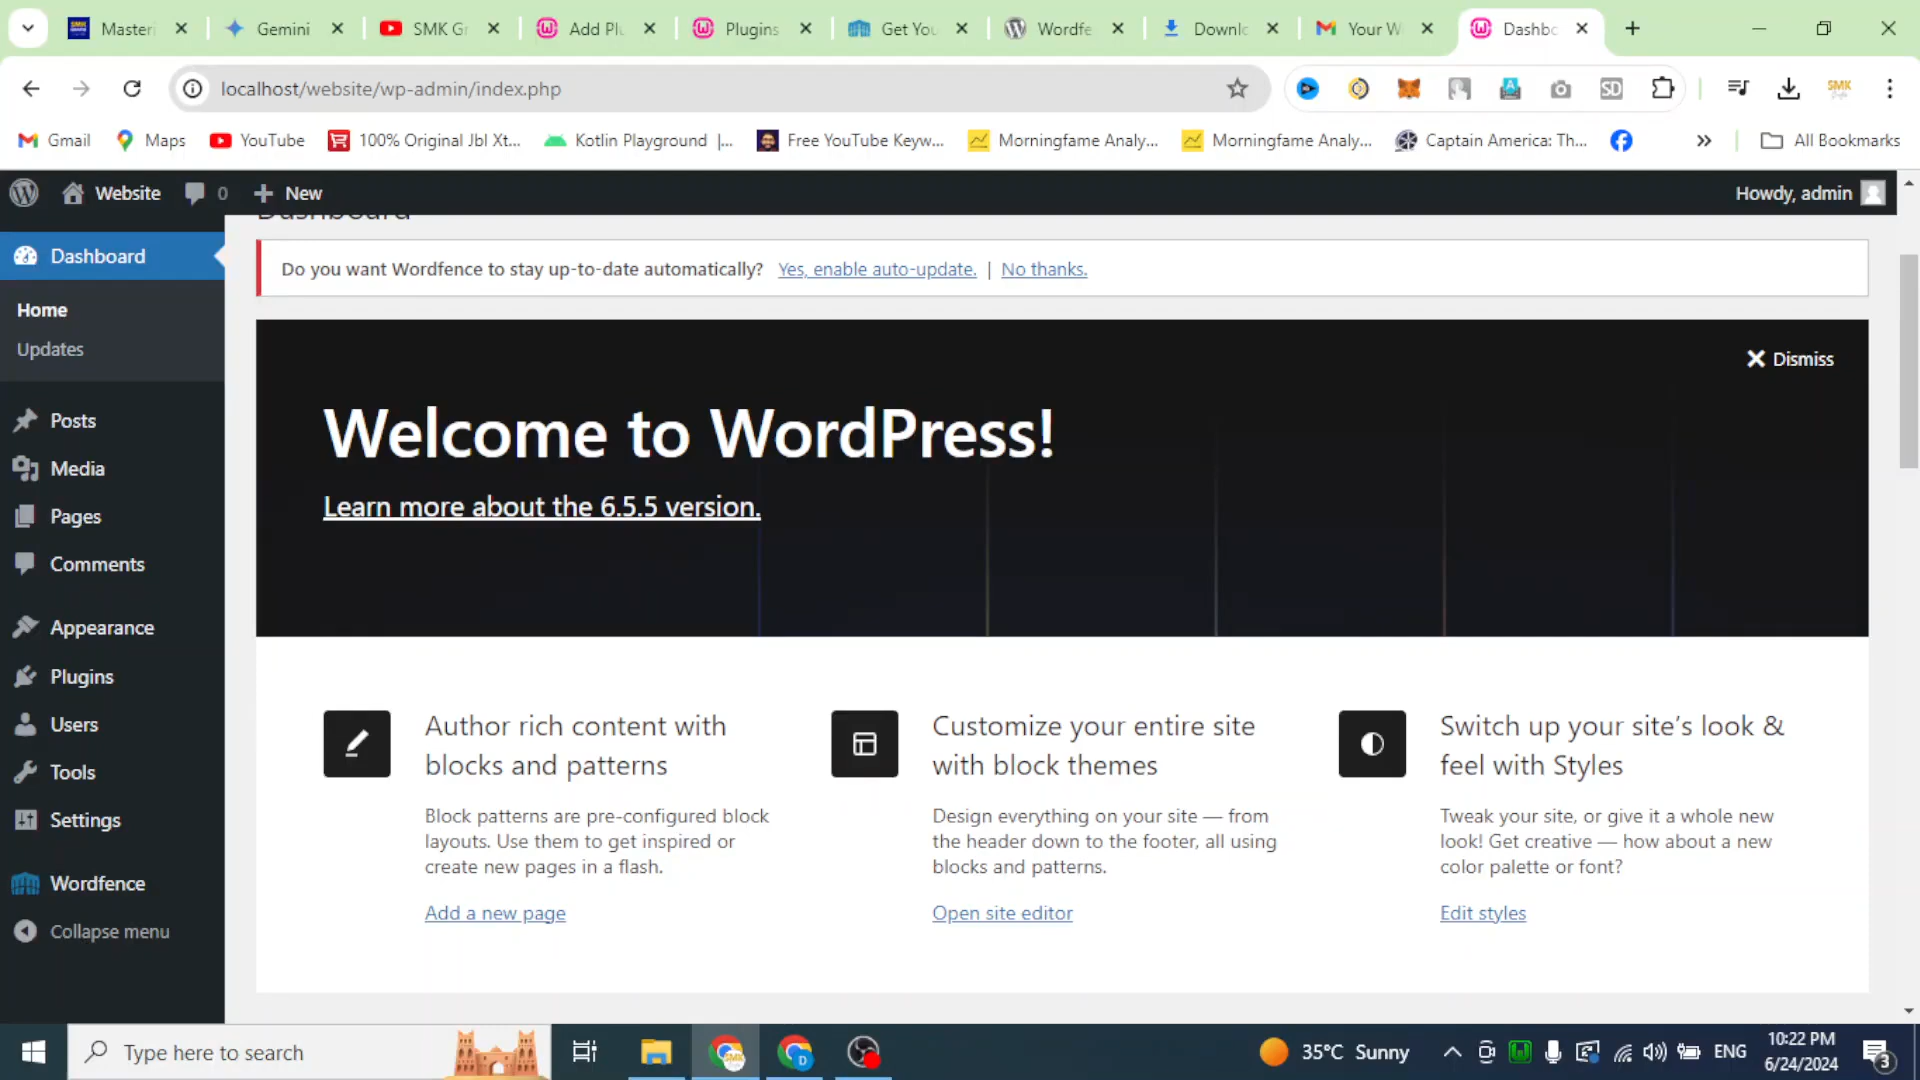 Masteri
Gemini
SMK Gr
Add Plu
Plugins
Get You
Wordfe
Downlo
Your W
Dashbo
localhost/website/wp-admin/index.php
SD
SMK
Gmail
Maps
YouTube
100% Original Jbl Xt...
Kotlin Playground |...
Free YouTube Keyw...
Morningfame Analy...
Morningfame Analy...
Captain America: Th...
All Bookmarks
Website
0
New
Howdy, admin
Dashboard
Dashboard
Do you want Wordfence to stay up-to-date automatically? Yes, enable auto-update. | No thanks.
Home
Updates
Posts
Media
Pages
Comments
Appearance
Plugins
Users
Tools
Settings
Wordfence
Collapse menu
Dismiss
Welcome to WordPress!
Learn more about the 6.5.5 version.
Author rich content with
blocks and patterns
Block patterns are pre-configured block
layouts. Use them to get inspired or
create new pages in a flash.
Add a new page
Customize your entire site
with block themes
Design everything on your site — from
the header down to the footer, all using
blocks and patterns.
Open site editor
Switch up your site's look &
feel with Styles
Tweak your site, or give it a whole new
look! Get creative — how about a new
color palette or font?
Edit styles
Type here to search
D
35°C Sunny
ENG
10:22 PM
6/24/2024
3